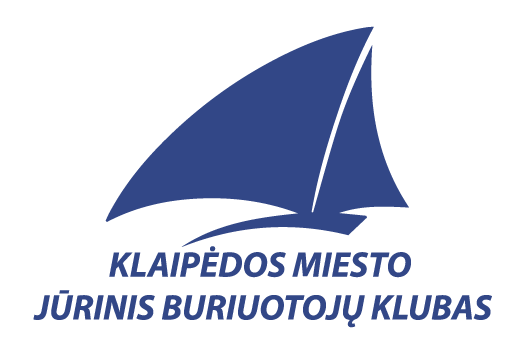 KLAIPĖDOS MIESTO
JŪRINIS BURIUOTOJŲ KLUBAS